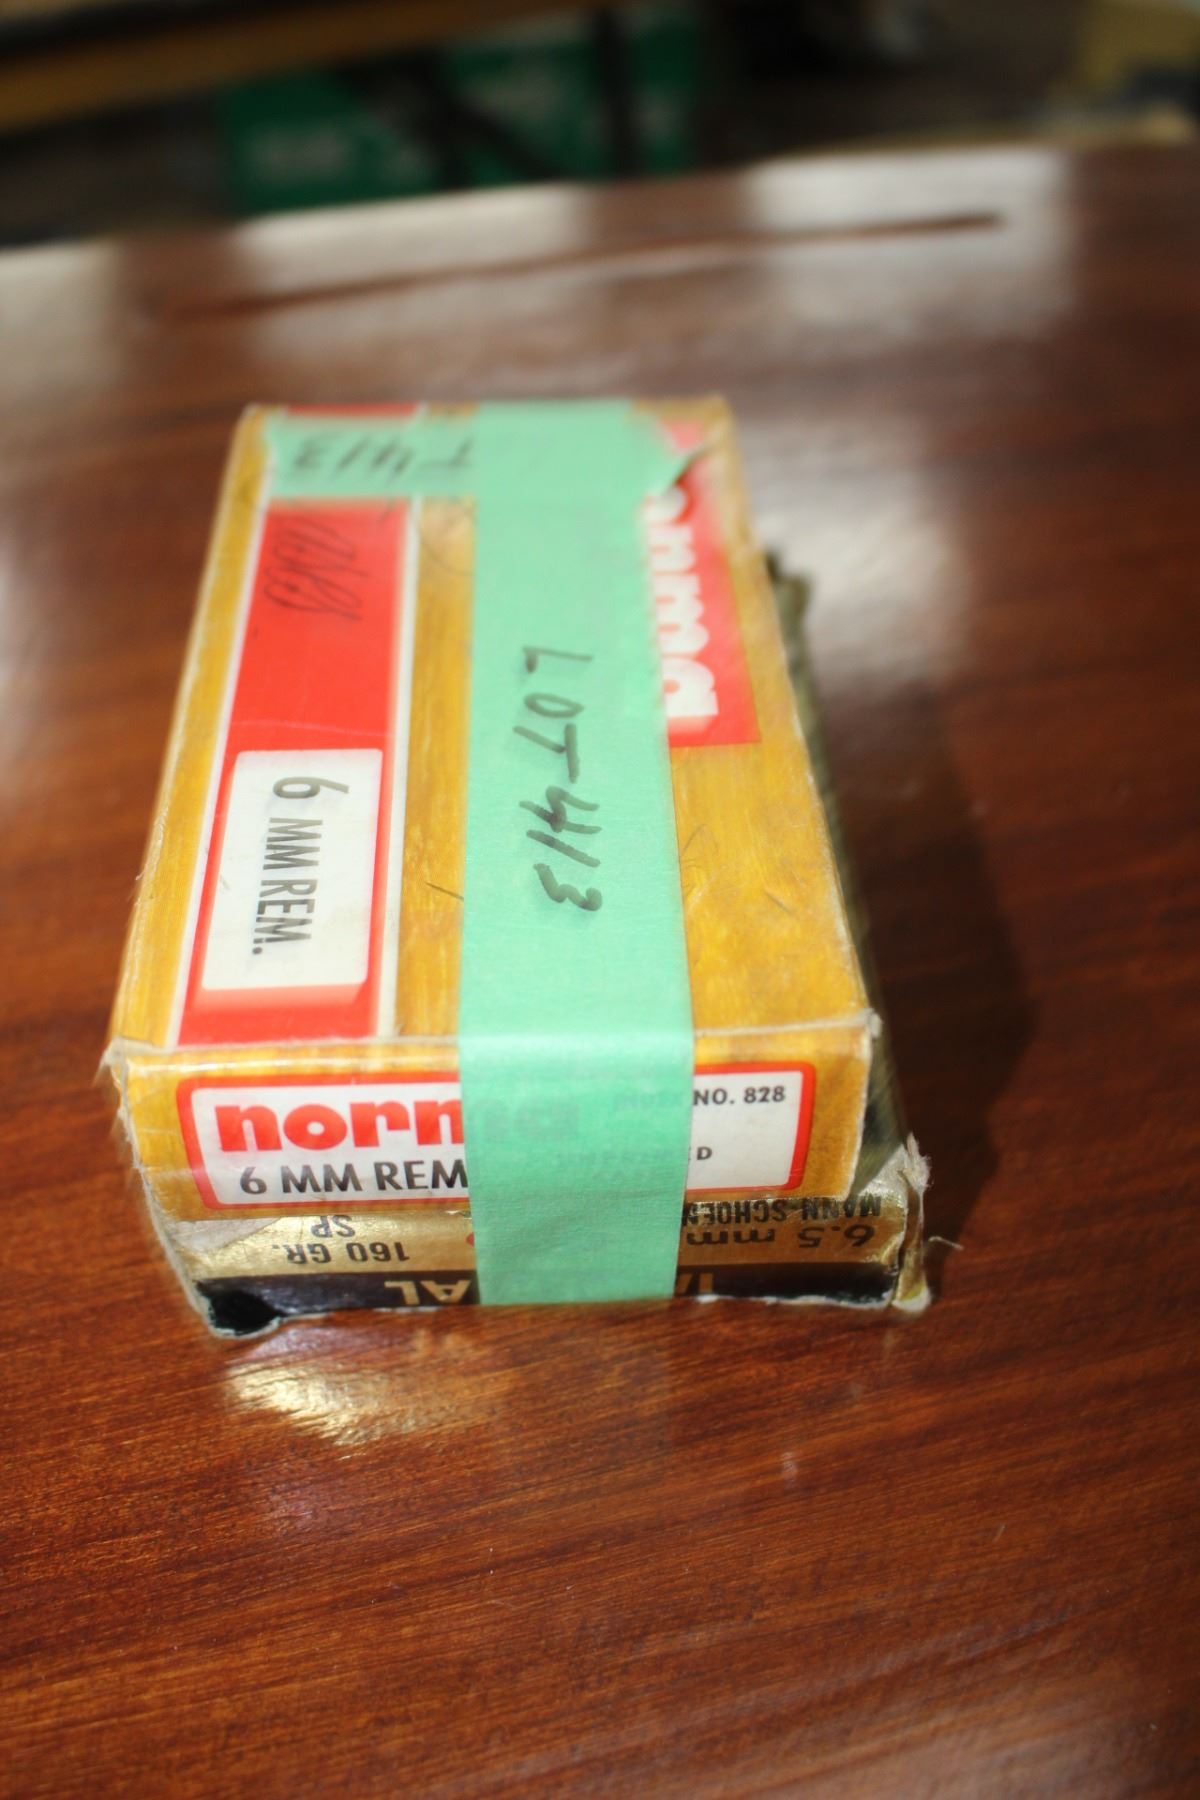 T 413
LOT-413
norma
6 MM REM.
norma
NO. 828
6 MM REM
6.5 mm
MANN. SCHOEN
160 GR.
SP